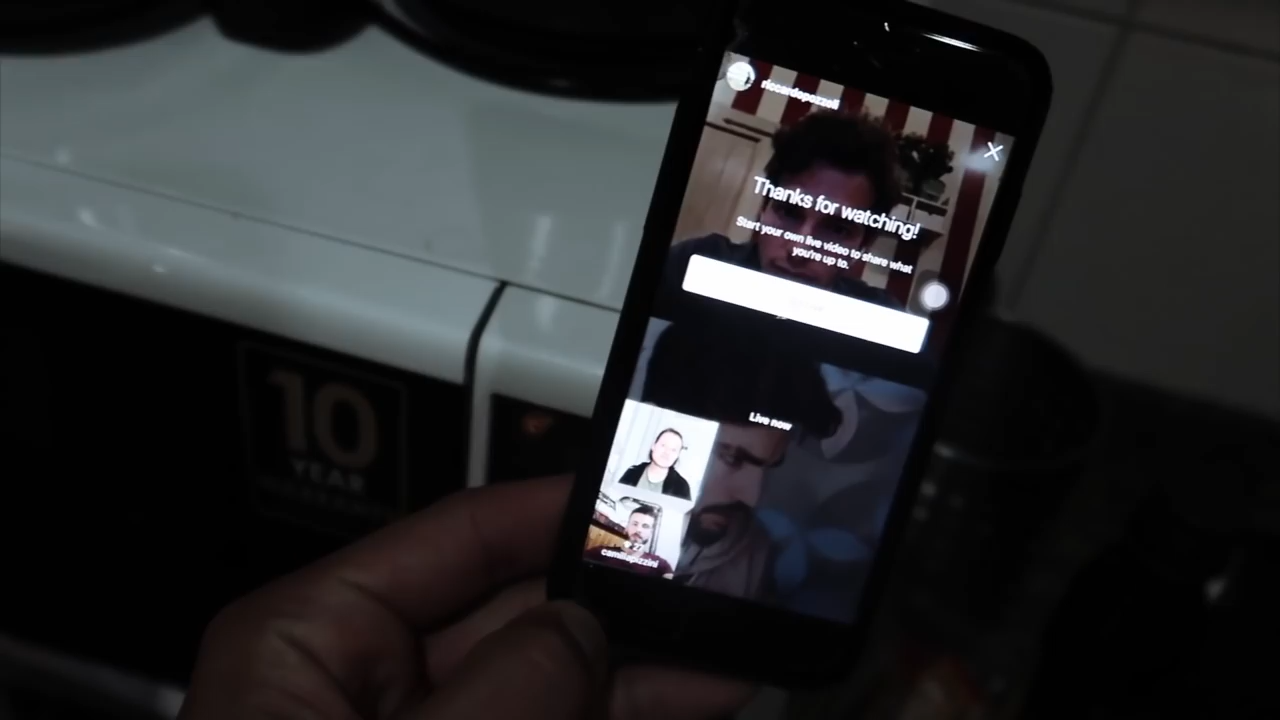 riccardopozzoli
Thanks for watching!
Start your own live video to share what
you're up to.
Live now
10
YEAR